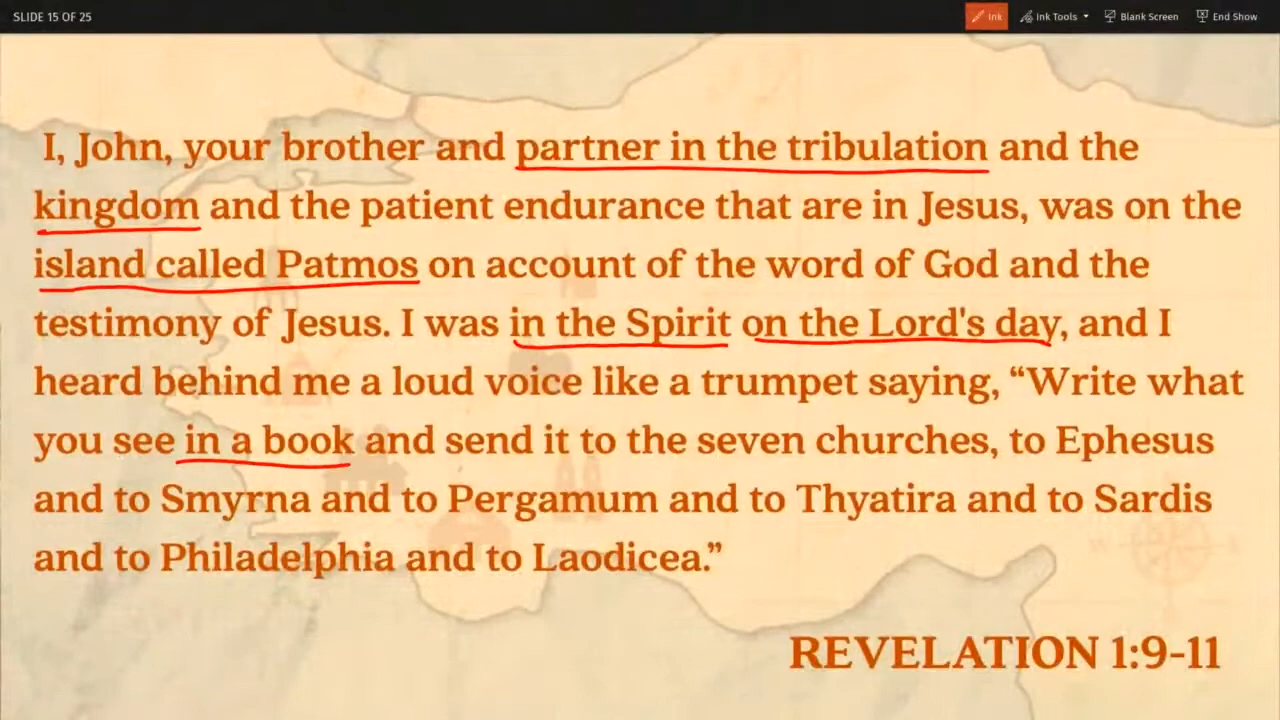 SLIDE 15 OF 25
Ink Ink Tools Blank Screen End Show
I, John, your brother and partner in the tribulation and the
kingdom and the patient endurance that are in Jesus, was on the
island called Patmos on account of the word of God and the
testimony of Jesus. I was in the Spirit on the Lord's day, and I
heard behind me a loud voice like a trumpet saying, “Write what
you see in a book and send it to the seven churches, to Ephesus
and to Smyrna and to Pergamum and to Thyatira and to Sardis
and to Philadelphia and to Laodicea.”
REVELATION 1:9-11